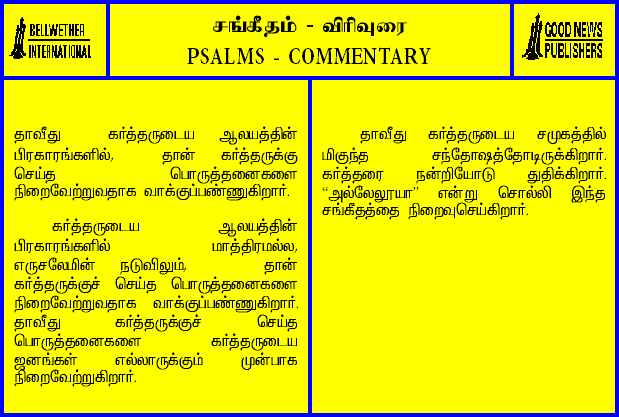 BELLWETHER
INTERNATIONAL
சங்கீதம் - விரிவுரை
PSALMS - COMMENTARY
GOOD NEWS
PUBLISHERS
தாவீது கர்த்தருடைய ஆலயத்தின்
பிரகாரங்களில், தான் கர்த்தருக்கு
செய்த பொருத்தனைகளை
நிறைவேற்றுவதாக வாக்குப்பண்ணுகிறார்.
கர்த்தருடைய ஆலயத்தின்
பிரகாரங்களில் மாத்திரமல்ல,
எருசலேமின் நடுவிலும், தான்
கர்த்தருக்குச் செய்த பொருத்தனைகளை
நிறைவேற்றுவதாக வாக்குப்பண்ணுகிறார்.
தாவீது கர்த்தருக்குச் செய்த
பொருத்தனைகளை கர்த்தருடைய
ஜனங்கள் எல்லாருக்கும் முன்பாக
நிறைவேற்றுகிறார்.
தாவீது கர்த்தருடைய சமுகத்தில்
மிகுந்த சந்தோஷத்தோடிருக்கிறார்.
கர்த்தரை நன்றியோடு துதிக்கிறார்.
“அல்லேலூயா” என்று சொல்லி இந்த
சங்கீதத்தை நிறைவுசெய்கிறார்.